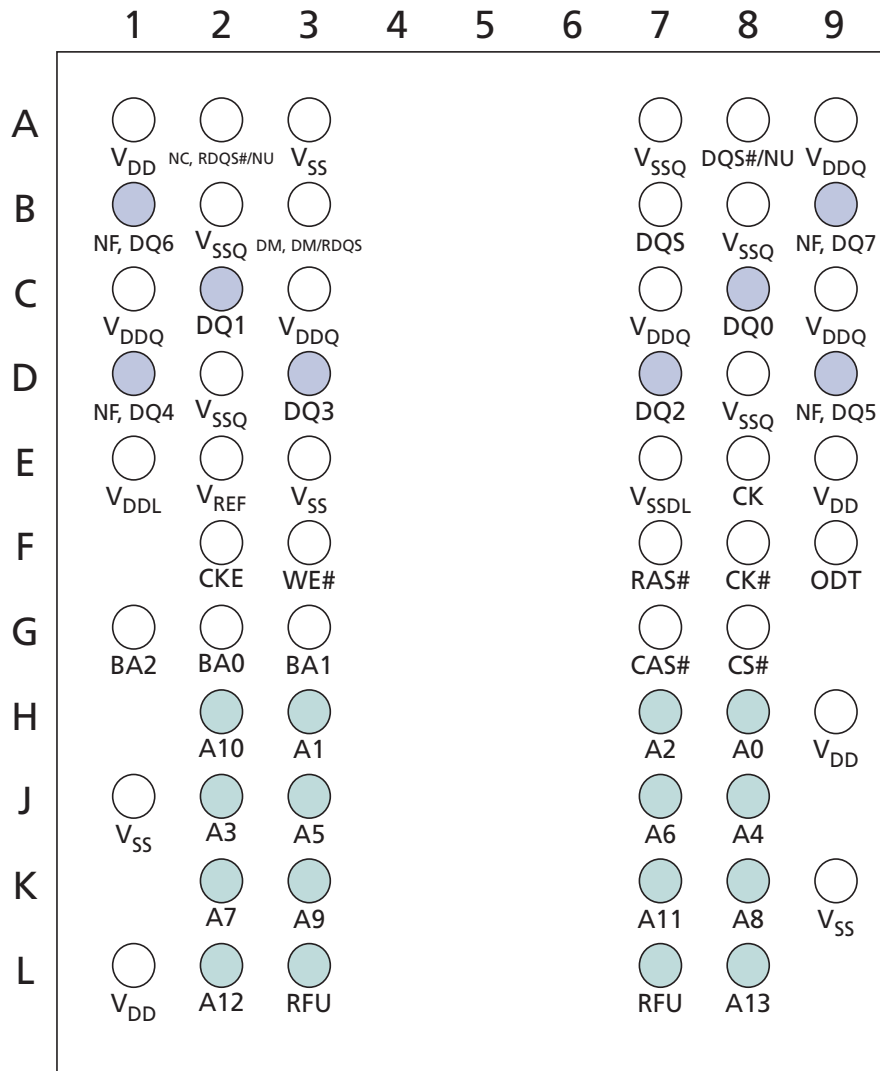 1 2 3 4 5 6 7 8 9
A
VDD NC, RDQS#/NU VSS VSSQ DQS#/NU VDDQ
B
NF, DQ6 VSSQ DM, DM/RDQS DQS VSSQ NF, DQ7
C
VDDQ DQ1 VDDQ VDDQ DQ0 VDDQ
D
NF, DQ4 VSSQ DQ3 DQ2 VSSQ NF, DQ5
E
VDDL VREF VSS VSSDL CK VDD
F
CKE WE# RAS# CK# ODT
G
BA2 BA0 BA1 CAS# CS#
H
A10 A1 A2 A0 VDD
J
VSS A3 A5 A6 A4
K
A7 A9 A11 A8 VSS
L
VDD A12 RFU RFU A13